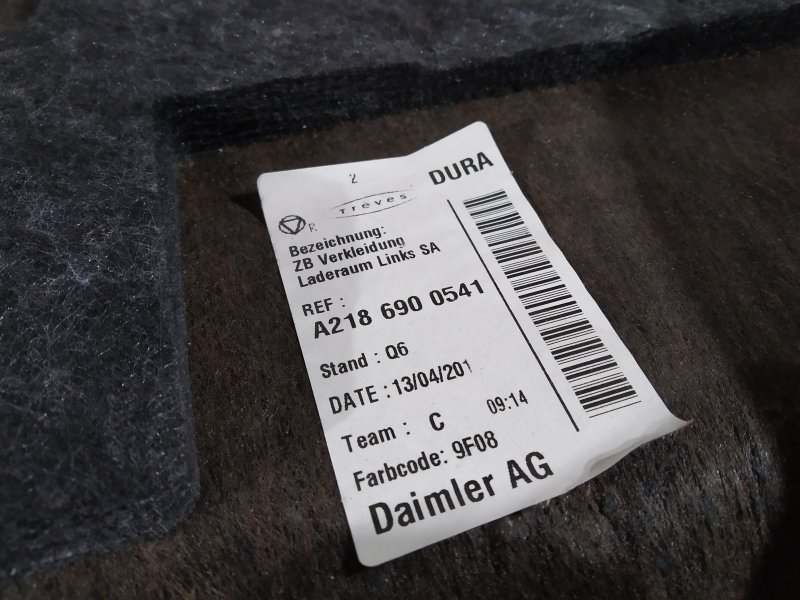 2
DURA
Treves
R
Bezeichnung:
ZB Verkleidung
Laderaum Links SA
REF :
A218 690 0541
Stand : Q6
DATE : 13/04/201
Team : C 09:14
Farbcode: 9F08
Daimler AG